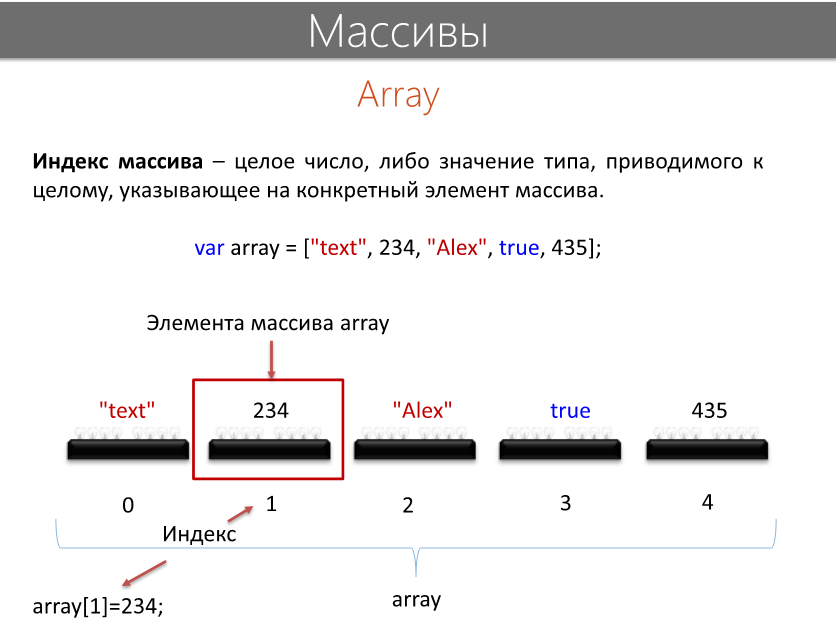 Массивы
Array
Индекс массива – целое число, либо значение типа, приводимого к
целому, указывающее на конкретный элемент массива.
var array = ["text", 234, "Alex", true, 435];
Элемента массива array
"text" 234 "Alex" true 435
0 1 2 3 4
Индекс
array[1]=234;
array